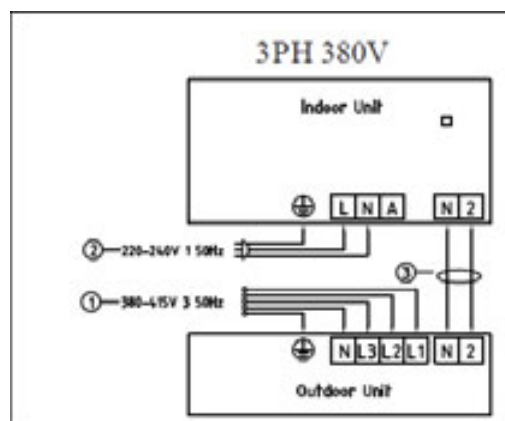 3PH 380V
Indoor Unit
L N A N 2
② 220-240V 1 50Hz
③
① 380-415V 3 50Hz
N L3 L2 L1 N 2
Outdoor Unit